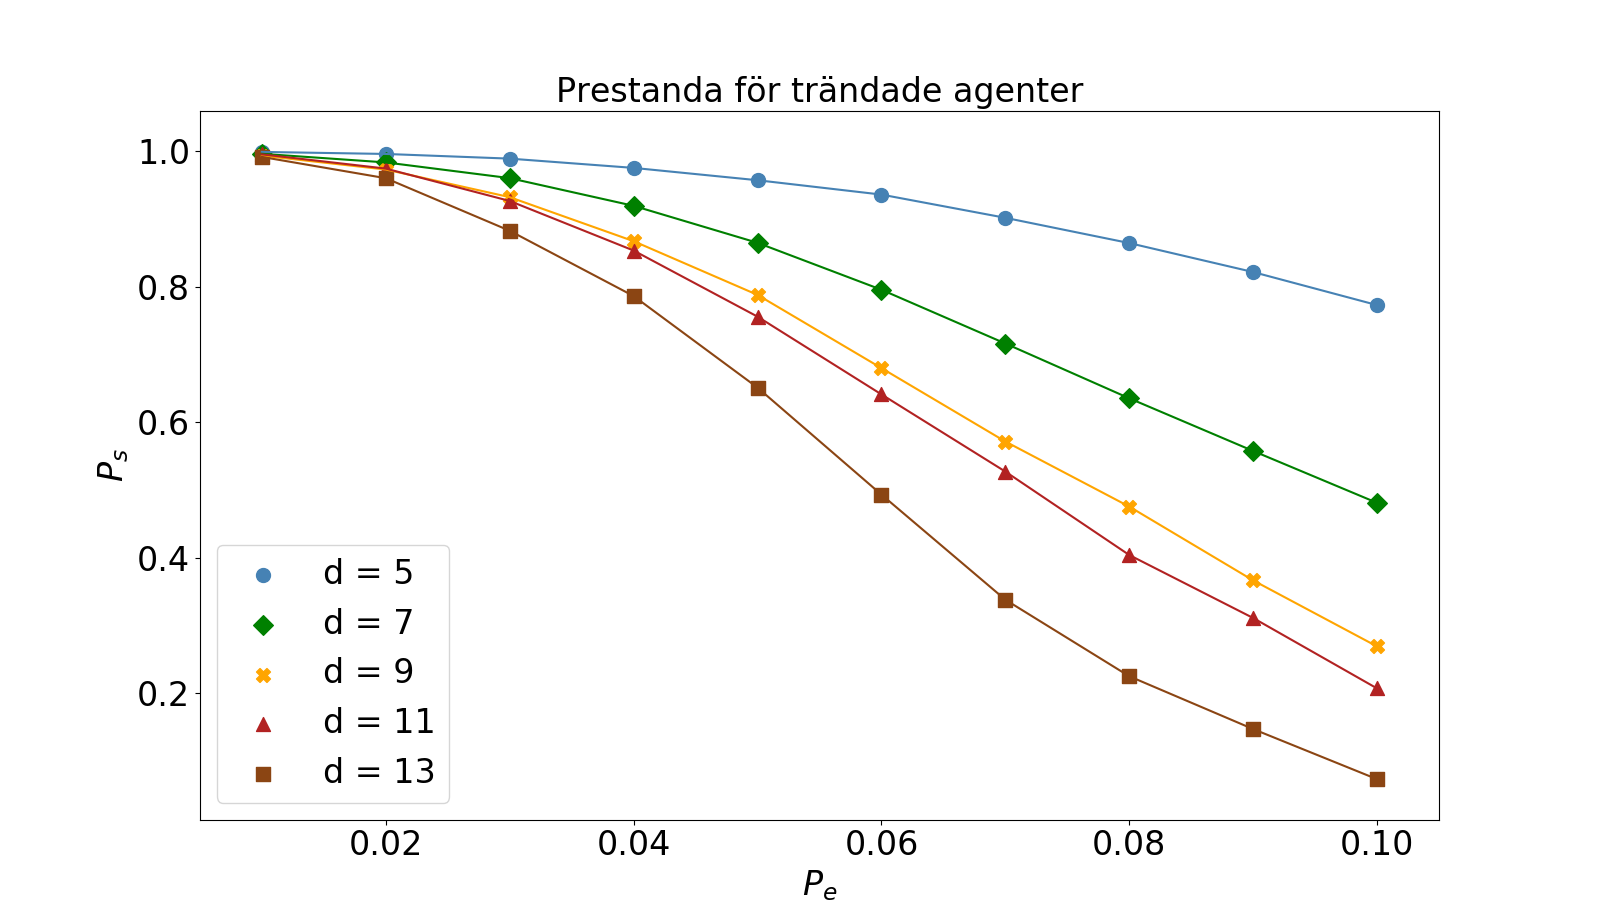 Prestanda för trändade agenter
1.0
0.8
0.6
0.4
0.2
P_s
d = 5
d = 7
d = 9
d = 11
d = 13
0.02 0.04 0.06 0.08 0.10
P_e